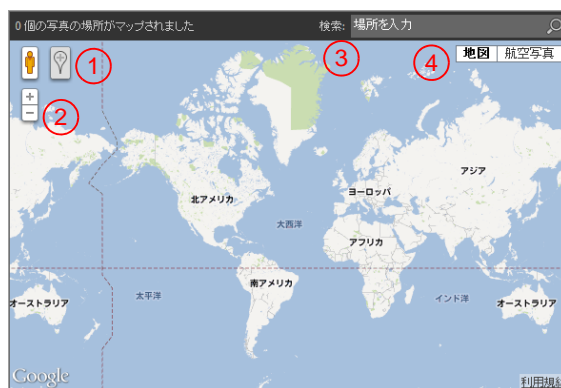 0 個の写真の場所がマップされました
検索: 場所を入力
③
④
地図 航空写真
①
+
②
−
アジア
ヨーロッパ
北アメリカ
大西洋
アフリカ
南アメリカ
太平洋
インド洋
オーストラリア
オーストラリア
Google
利用規約